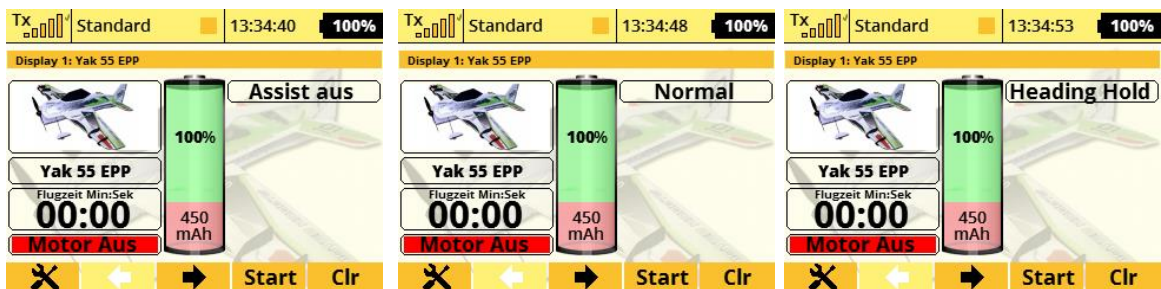 Tx Standard 13:34:40 100%
Display 1: Yak 55 EPP
Assist aus
100%
Yak 55 EPP
Flugzeit Min:Sek
00:00
450
mAh
Motor Aus
Start Clr
Tx Standard 13:34:48 100%
Display 1: Yak 55 EPP
Normal
100%
Yak 55 EPP
Flugzeit Min:Sek
00:00
450
mAh
Motor Aus
Start Clr
Tx Standard 13:34:53 100%
Display 1: Yak 55 EPP
Heading Hold
100%
Yak 55 EPP
Flugzeit Min:Sek
00:00
450
mAh
Motor Aus
Start Clr